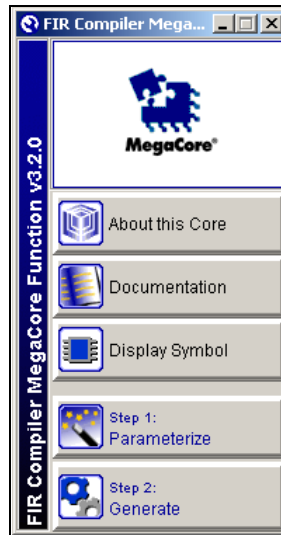 FIR Compiler Mega...
MegaCore®
FIR Compiler MegaCore Function v3.2.0
About this Core
Documentation
Display Symbol
Step 1:
Parameterize
Step 2:
Generate